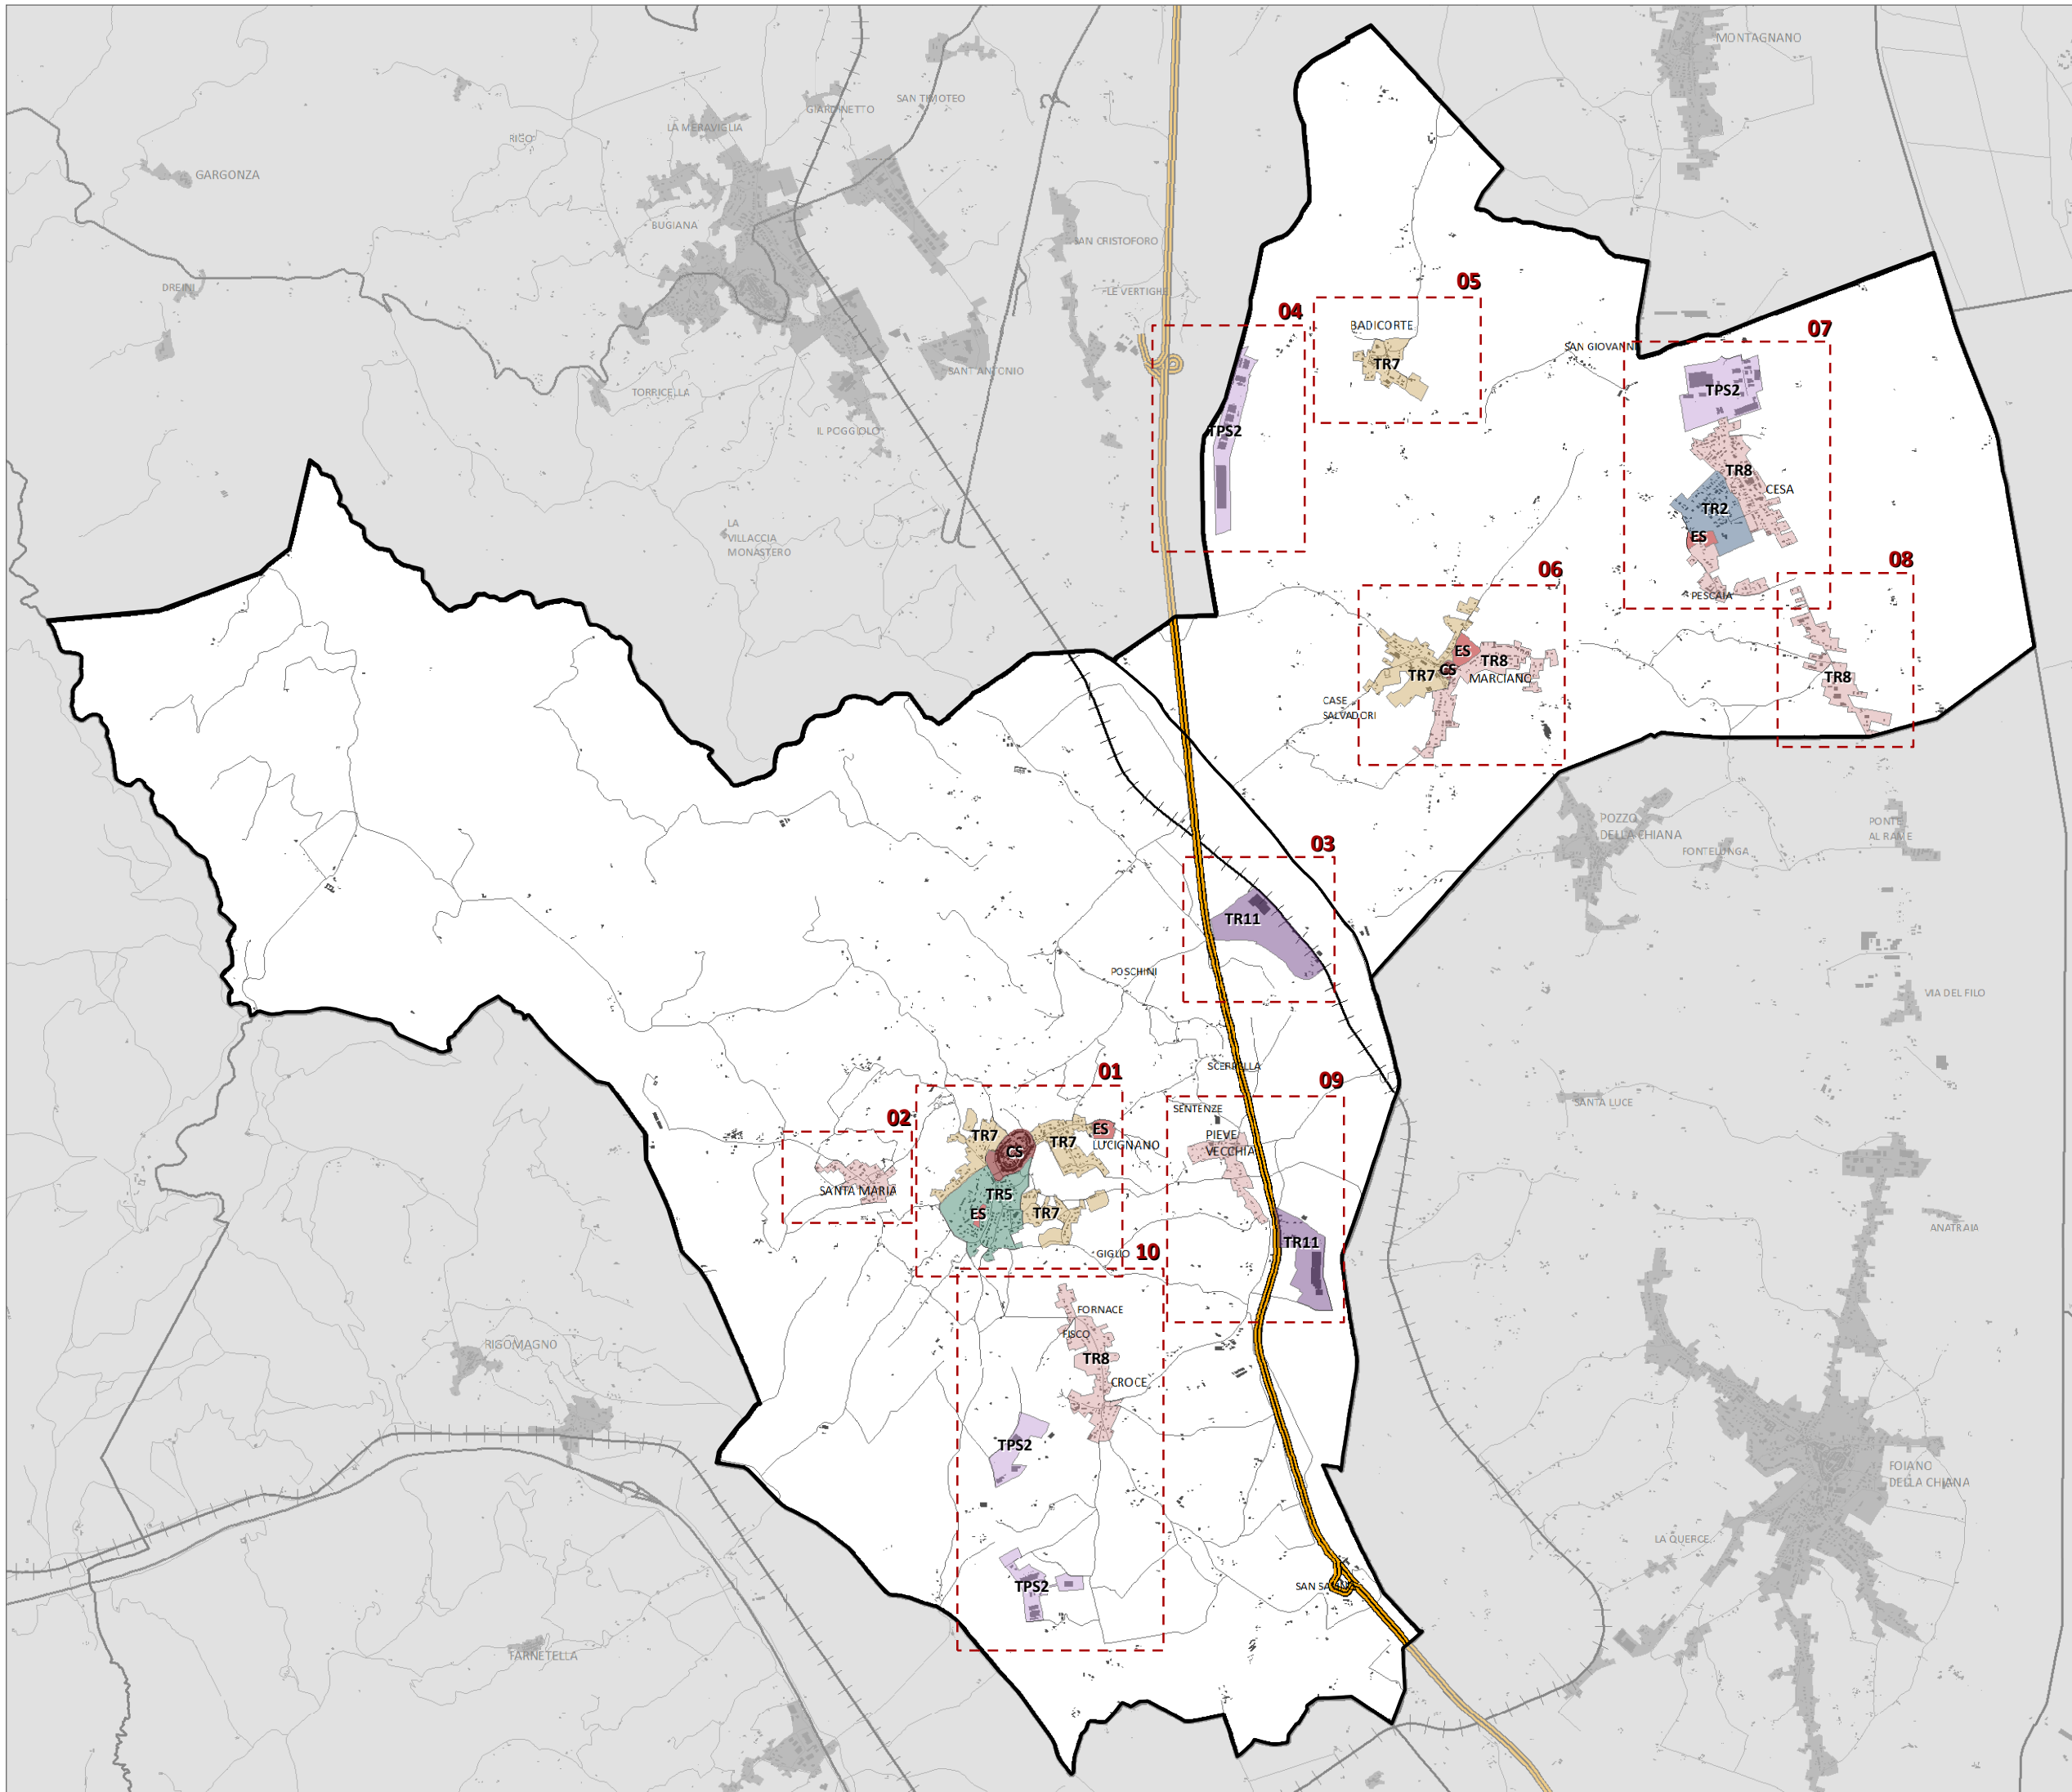 MONTAGNANO
SAN TIMOTEO
GIARDINETTO
LA MERAVIGLIA
RIGO
GARGONZA
BUGIANA
SAN CRISTOFORO
DREINI
LE VERTIGHE
05
04
BADICORTE
TR7
07
SAN GIOVANNI
SANT'ANTONIO
TORRICELLA
IL POGGIOLO
TPS2
TPS2
TR8
CESA
TR2
ES
LA
VILLACCIA
MONASTERO
06
08
PESCAIA
ES
TR8
CS
TR7
MARCIANO
TR8
CASE
SALVADORI
POZZO
DELLA CHIANA
PONTE
AL RAME
FONTELUNGA
03
TR11
POSCHINI
VIA DEL FILO
SCERPELLA
01
09
SANTA LUCE
02
SENTENZE
TR7
CS
TR7
ES
LUCIGNANO
PIEVE
VECCHIA
SANTA MARIA
TR5
ES
TR7
ANATRAIA
GIGLIO
10
TR11
FORNACE
FISCO
TR8
CROCE
RIGOMAGNO
TPS2
FOIANO
DELLA CHIANA
LA QUERCE
TPS2
FARNETELLA